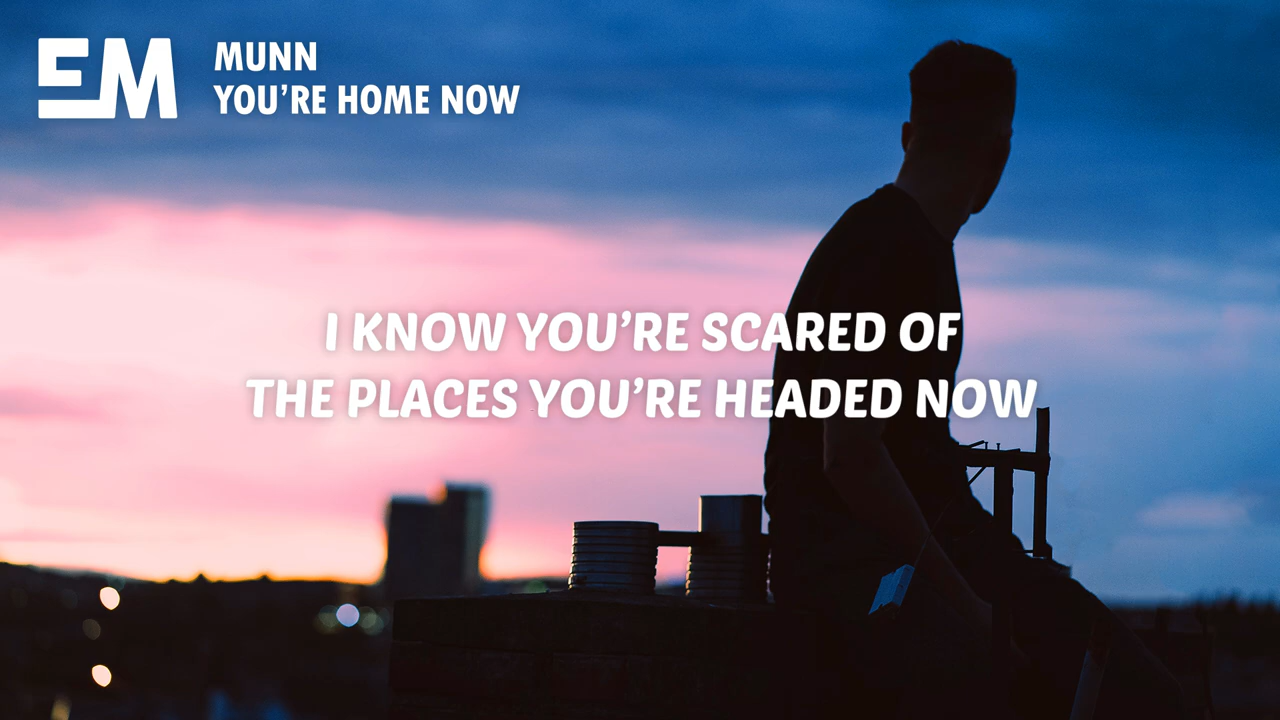 EM
MUNN
YOU'RE HOME NOW
I KNOW YOU'RE SCARED OF
THE PLACES YOU'RE HEADED NOW